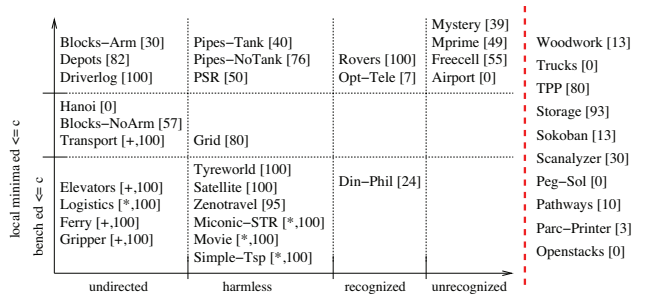 Mystery [39]
Blocks−Arm [30] Pipes−Tank [40] Mprime [49] Woodwork [13]
Depots [82] Pipes−NoTank [76] Rovers [100] Freecell [55] Trucks [0]
Driverlog [100] PSR [50] Opt−Tele [7] Airport [0] TPP [80]
Hanoi [0] Storage [93]
Blocks−NoArm [57]
Transport [+,100] Grid [80] Sokoban [13]
Tyreworld [100] Scanalyzer [30]
Elevators [+,100] Satellite [100] Din−Phil [24] Peg−Sol [0]
Logistics [*,100] Zenotravel [95] Pathways [10]
Ferry [+,100] Miconic−STR [*,100] Parc−Printer [3]
Gripper [+,100] Movie [*,100] Openstacks [0]
Simple−Tsp [*,100]
local minima ed <= c
bench ed <= c
undirected harmless recognized unrecognized